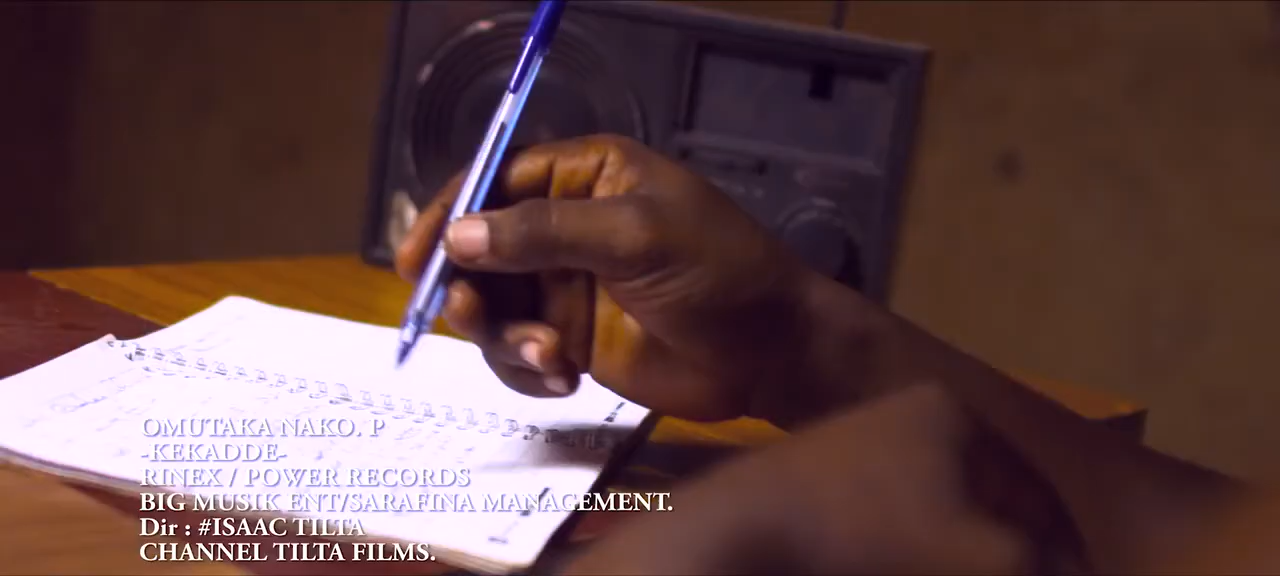 OMUTAKA NAKO. P
-KEKADDE-
RINEX / POWER RECORDS
BIG MUSIK ENT/SARAFINA MANAGEMENT.
Dir : #ISAAC TILTA
CHANNEL TILTA FILMS.